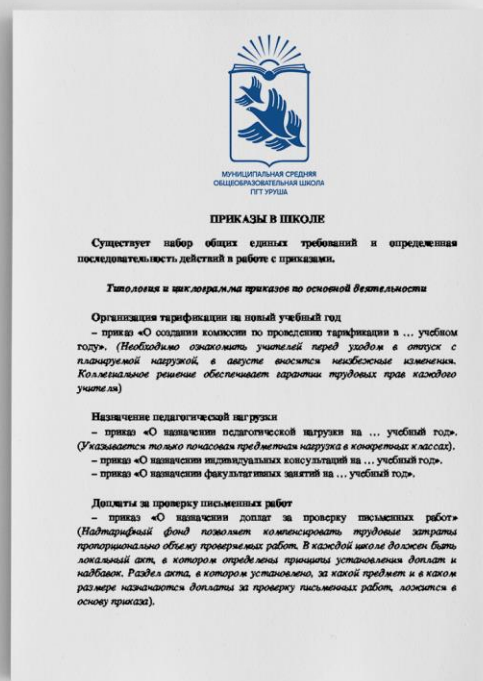 МУНИЦИПАЛЬНАЯ СРЕДНЯЯ
ОБЩЕОБРАЗОВАТЕЛЬНАЯ ШКОЛА
ПГТ УРУША
ПРИКАЗЫ В ШКОЛЕ
Существует набор общих единых требований и определенная
последовательность действий в работе с приказами.
Типология и циклограмма приказов по основной деятельности
Организация тарификации на новый учебный год
– приказ «О создании комиссии по проведению тарификации в … учебном
году». (Необходимо ознакомить учителей перед уходом в отпуск с
планируемой нагрузкой, в августе вносятся неизбежные изменения.
Коллегиальное решение обеспечивает гарантии трудовых прав каждого
учителя)
Назначение педагогической нагрузки
– приказ «О назначении педагогической нагрузки на … учебный год».
(Указывается только почасовая предметная нагрузка в конкретных классах).
– приказ «О назначении индивидуальных консультаций на … учебный год».
– приказ «О назначении факультативных занятий на … учебный год».
Доплаты за проверку письменных работ
– приказ «О назначении доплат за проверку письменных работ»
(Надтарифный фонд позволяет компенсировать трудовые затраты
пропорционально объему проверяемых работ. В каждой школе должен быть
локальный акт, в котором определены принципы установления доплат и
надбавок. Раздел акта, в котором установлено, за какой предмет и в каком
размере назначаются доплаты за проверку письменных работ, ложится в
основу приказа).